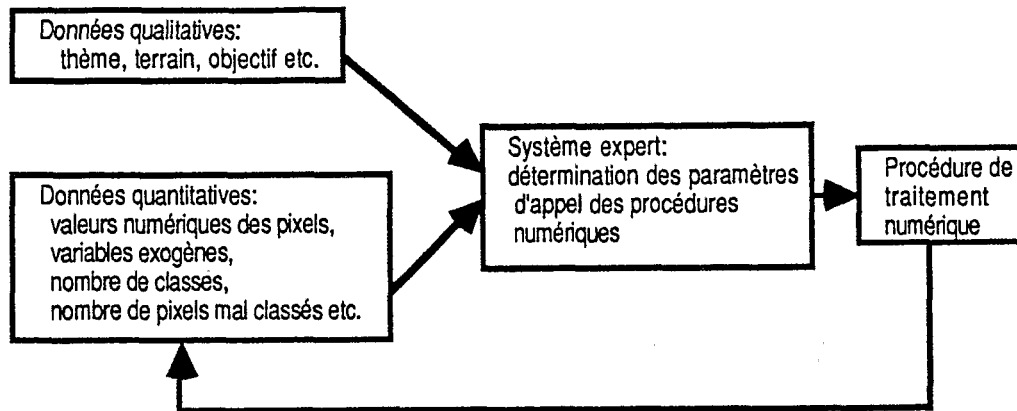 Données qualitatives:
thème, terrain, objectif etc.
Données quantitatives:
valeurs numériques des pixels,
variables exogènes,
nombre de classes,
nombre de pixels mal classés etc.
Système expert:
détermination des paramètres
d'appel des procédures
numériques
Procédure de
traitement
numérique